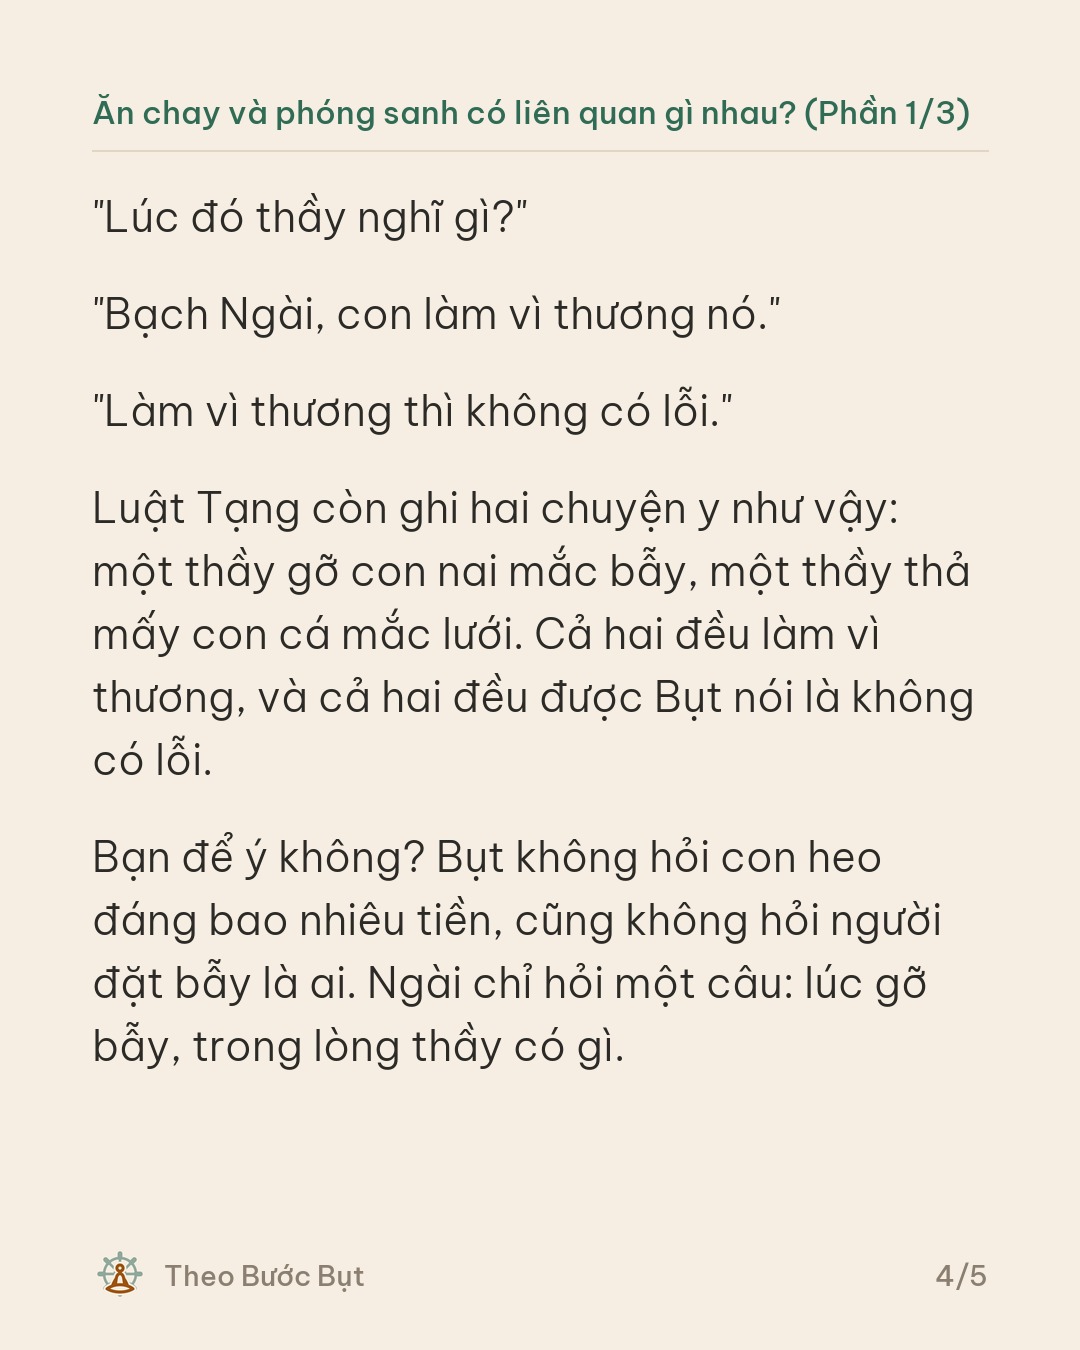 Ăn chay và phóng sanh có liên quan gì nhau? (Phần 1/3)
"Lúc đó thầy nghĩ gì?"
"Bạch Ngài, con làm vì thương nó."
"Làm vì thương thì không có lỗi."
Luật Tạng còn ghi hai chuyện y như vậy:
một thầy gỡ con nai mắc bẫy, một thầy thả
mấy con cá mắc lưới. Cả hai đều làm vì
thương, và cả hai đều được Bụt nói là không
có lỗi.
Bạn để ý không? Bụt không hỏi con heo
đáng bao nhiêu tiền, cũng không hỏi người
đặt bẫy là ai. Ngài chỉ hỏi một câu: lúc gỡ
bẫy, trong lòng thầy có gì.
Theo Bước Bụt
4/5